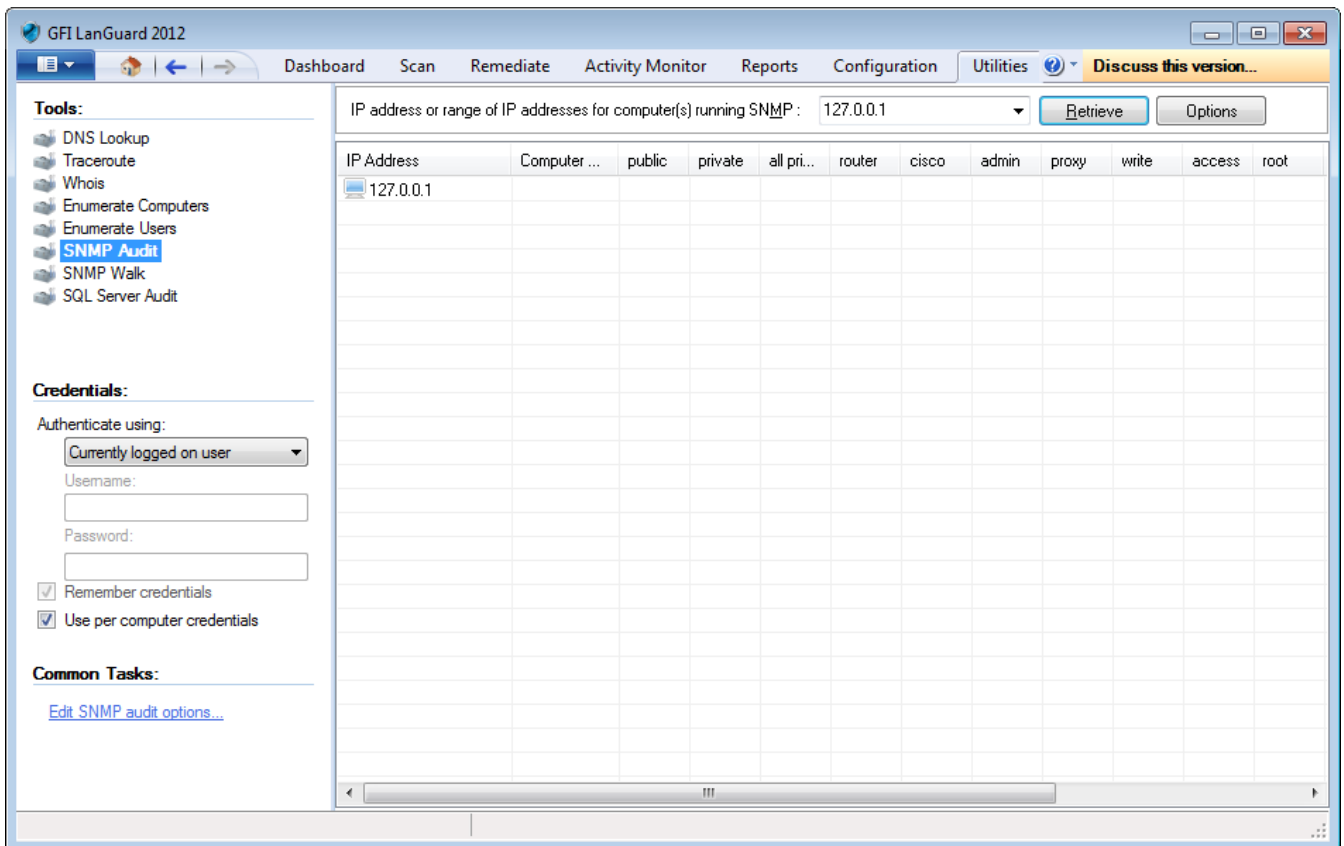 GFI LanGuard 2012
Dashboard Scan Remediate Activity Monitor Reports Configuration Utilities Discuss this version...
Tools:
DNS Lookup
Traceroute
Whois
Enumerate Computers
Enumerate Users
SNMP Audit
SNMP Walk
SQL Server Audit
Credentials:
Authenticate using:
Currently logged on user
Username:
Password:
Remember credentials
Use per computer credentials
Common Tasks:
Edit SNMP audit options...
IP address or range of IP addresses for computer(s) running SNMP : 127.0.0.1 Retrieve Options
IP Address Computer ... public private all pri... router cisco admin proxy write access root
127.0.0.1